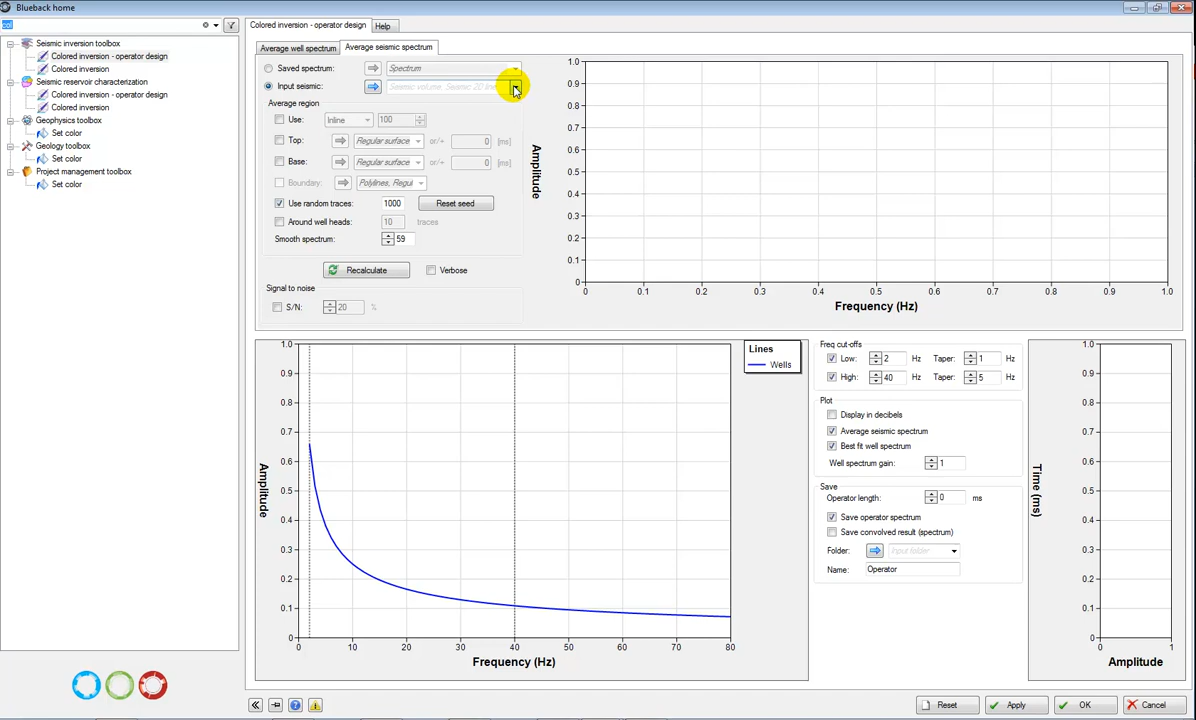 Blueback home
col
Seismic inversion toolbox
Colored inversion - operator design
Colored inversion
Seismic reservoir characterization
Colored inversion - operator design
Colored inversion
Geophysics toolbox
Set color
Geology toolbox
Set color
Project management toolbox
Set color
Colored inversion - operator design
Help
Average well spectrum
Average seismic spectrum
Saved spectrum:
Spectrum
Input seismic:
Seismic volume, Seismic 2D line
Average region
Use:
Inline
100
Top:
Regular surface
or/+
0
[ms]
Base:
Regular surface
or/+
0
[ms]
Boundary:
Polylines, Regul
Use random traces:
1000
Reset seed
Around well heads:
10
traces
Smooth spectrum:
59
Recalculate
Verbose
Signal to noise
S/N:
20
%
Amplitude
1.0
0.9
0.8
0.7
0.6
0.5
0.4
0.3
0.2
0.1
0
0 0.1 0.2 0.3 0.4 0.5 0.6 0.7 0.8 0.9 1.0
Frequency (Hz)
Amplitude
1.0
0.9
0.8
0.7
0.6
0.5
0.4
0.3
0.2
0.1
0
0 10 20 30 40 50 60 70 80
Frequency (Hz)
Lines
Wells
Freq cut-offs
Low: 2 Hz Taper: 1 Hz
High: 40 Hz Taper: 5 Hz
Plot
Display in decibels
Average seismic spectrum
Best fit well spectrum
Well spectrum gain: 1
Save
Operator length: 0 ms
Save operator spectrum
Save convolved result (spectrum)
Folder: Input folder
Name: Operator
Time (ms)
1.0
0.9
0.8
0.7
0.6
0.5
0.4
0.3
0.2
0.1
0
0 1
Amplitude
Reset
Apply
OK
Cancel